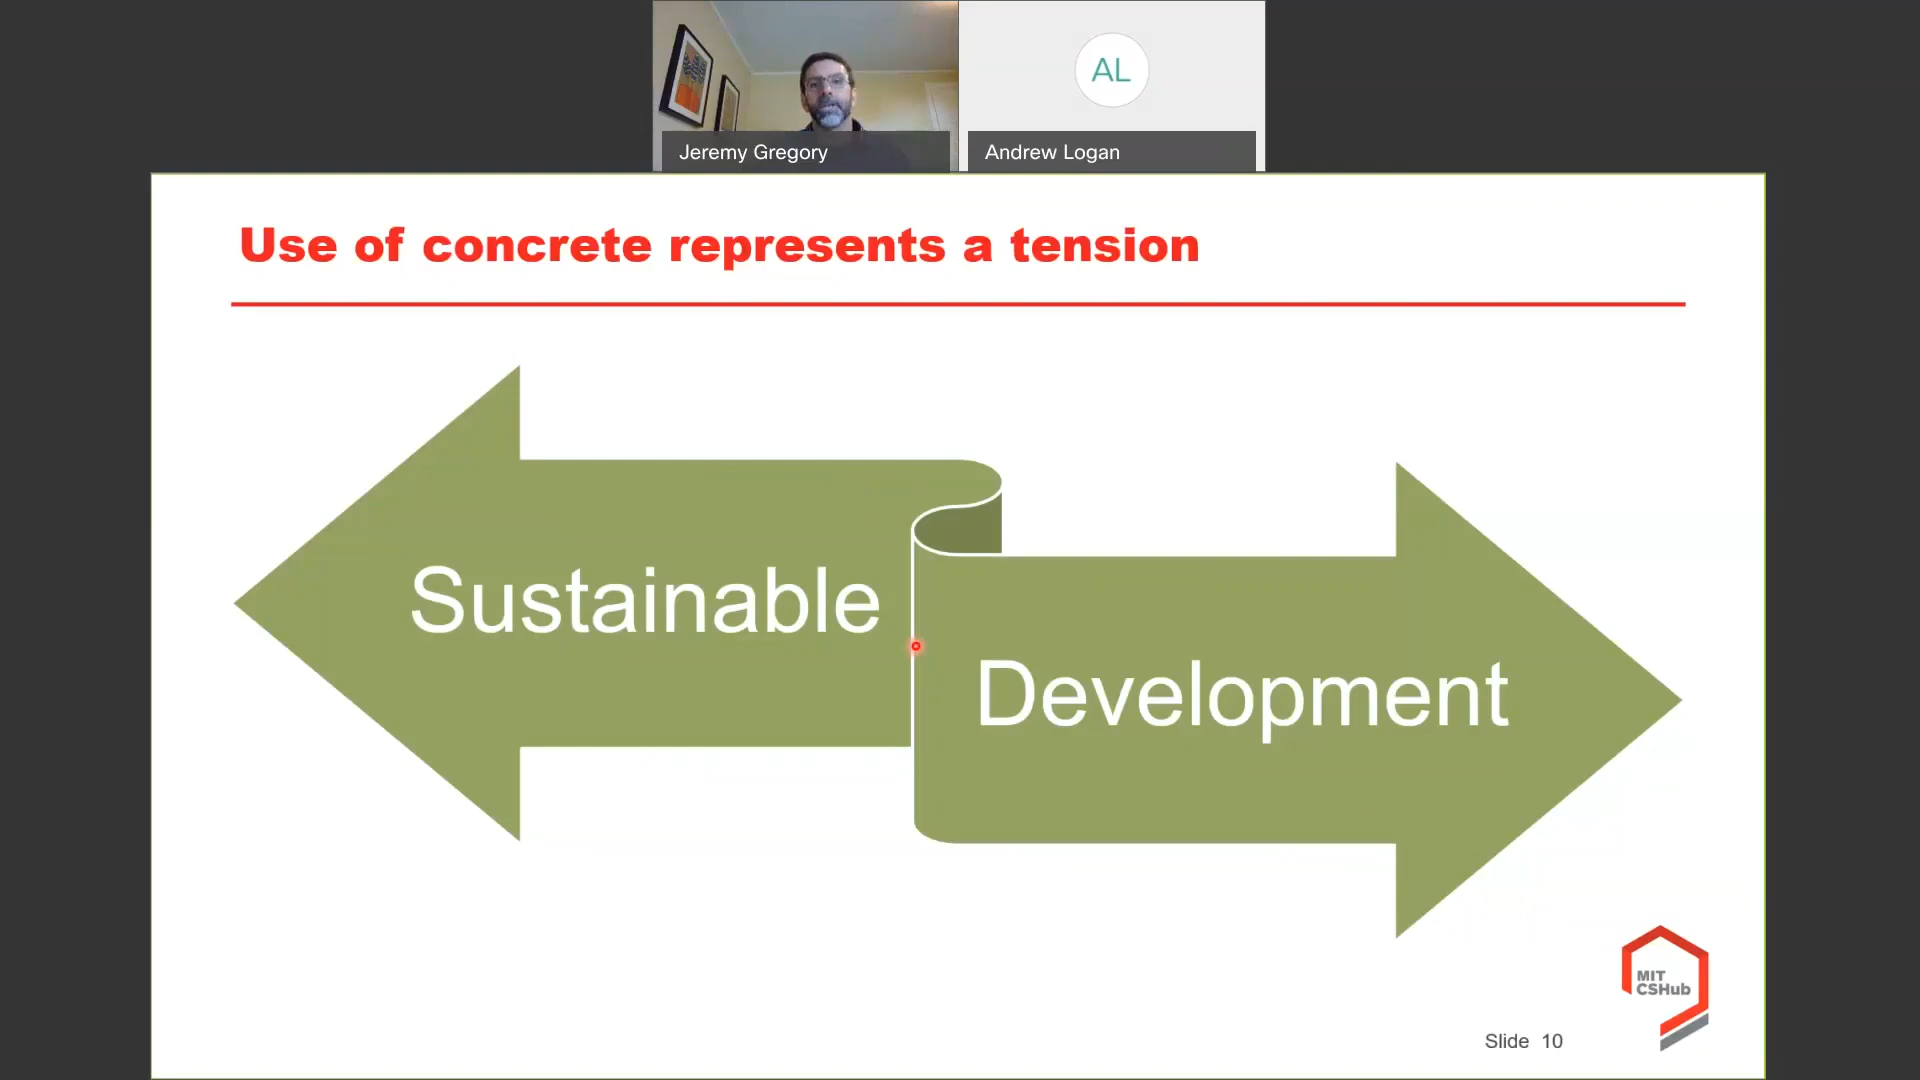 AL
Jeremy Gregory
Andrew Logan
Use of concrete represents a tension
Sustainable
Development
MIT
CSHub
Slide 10